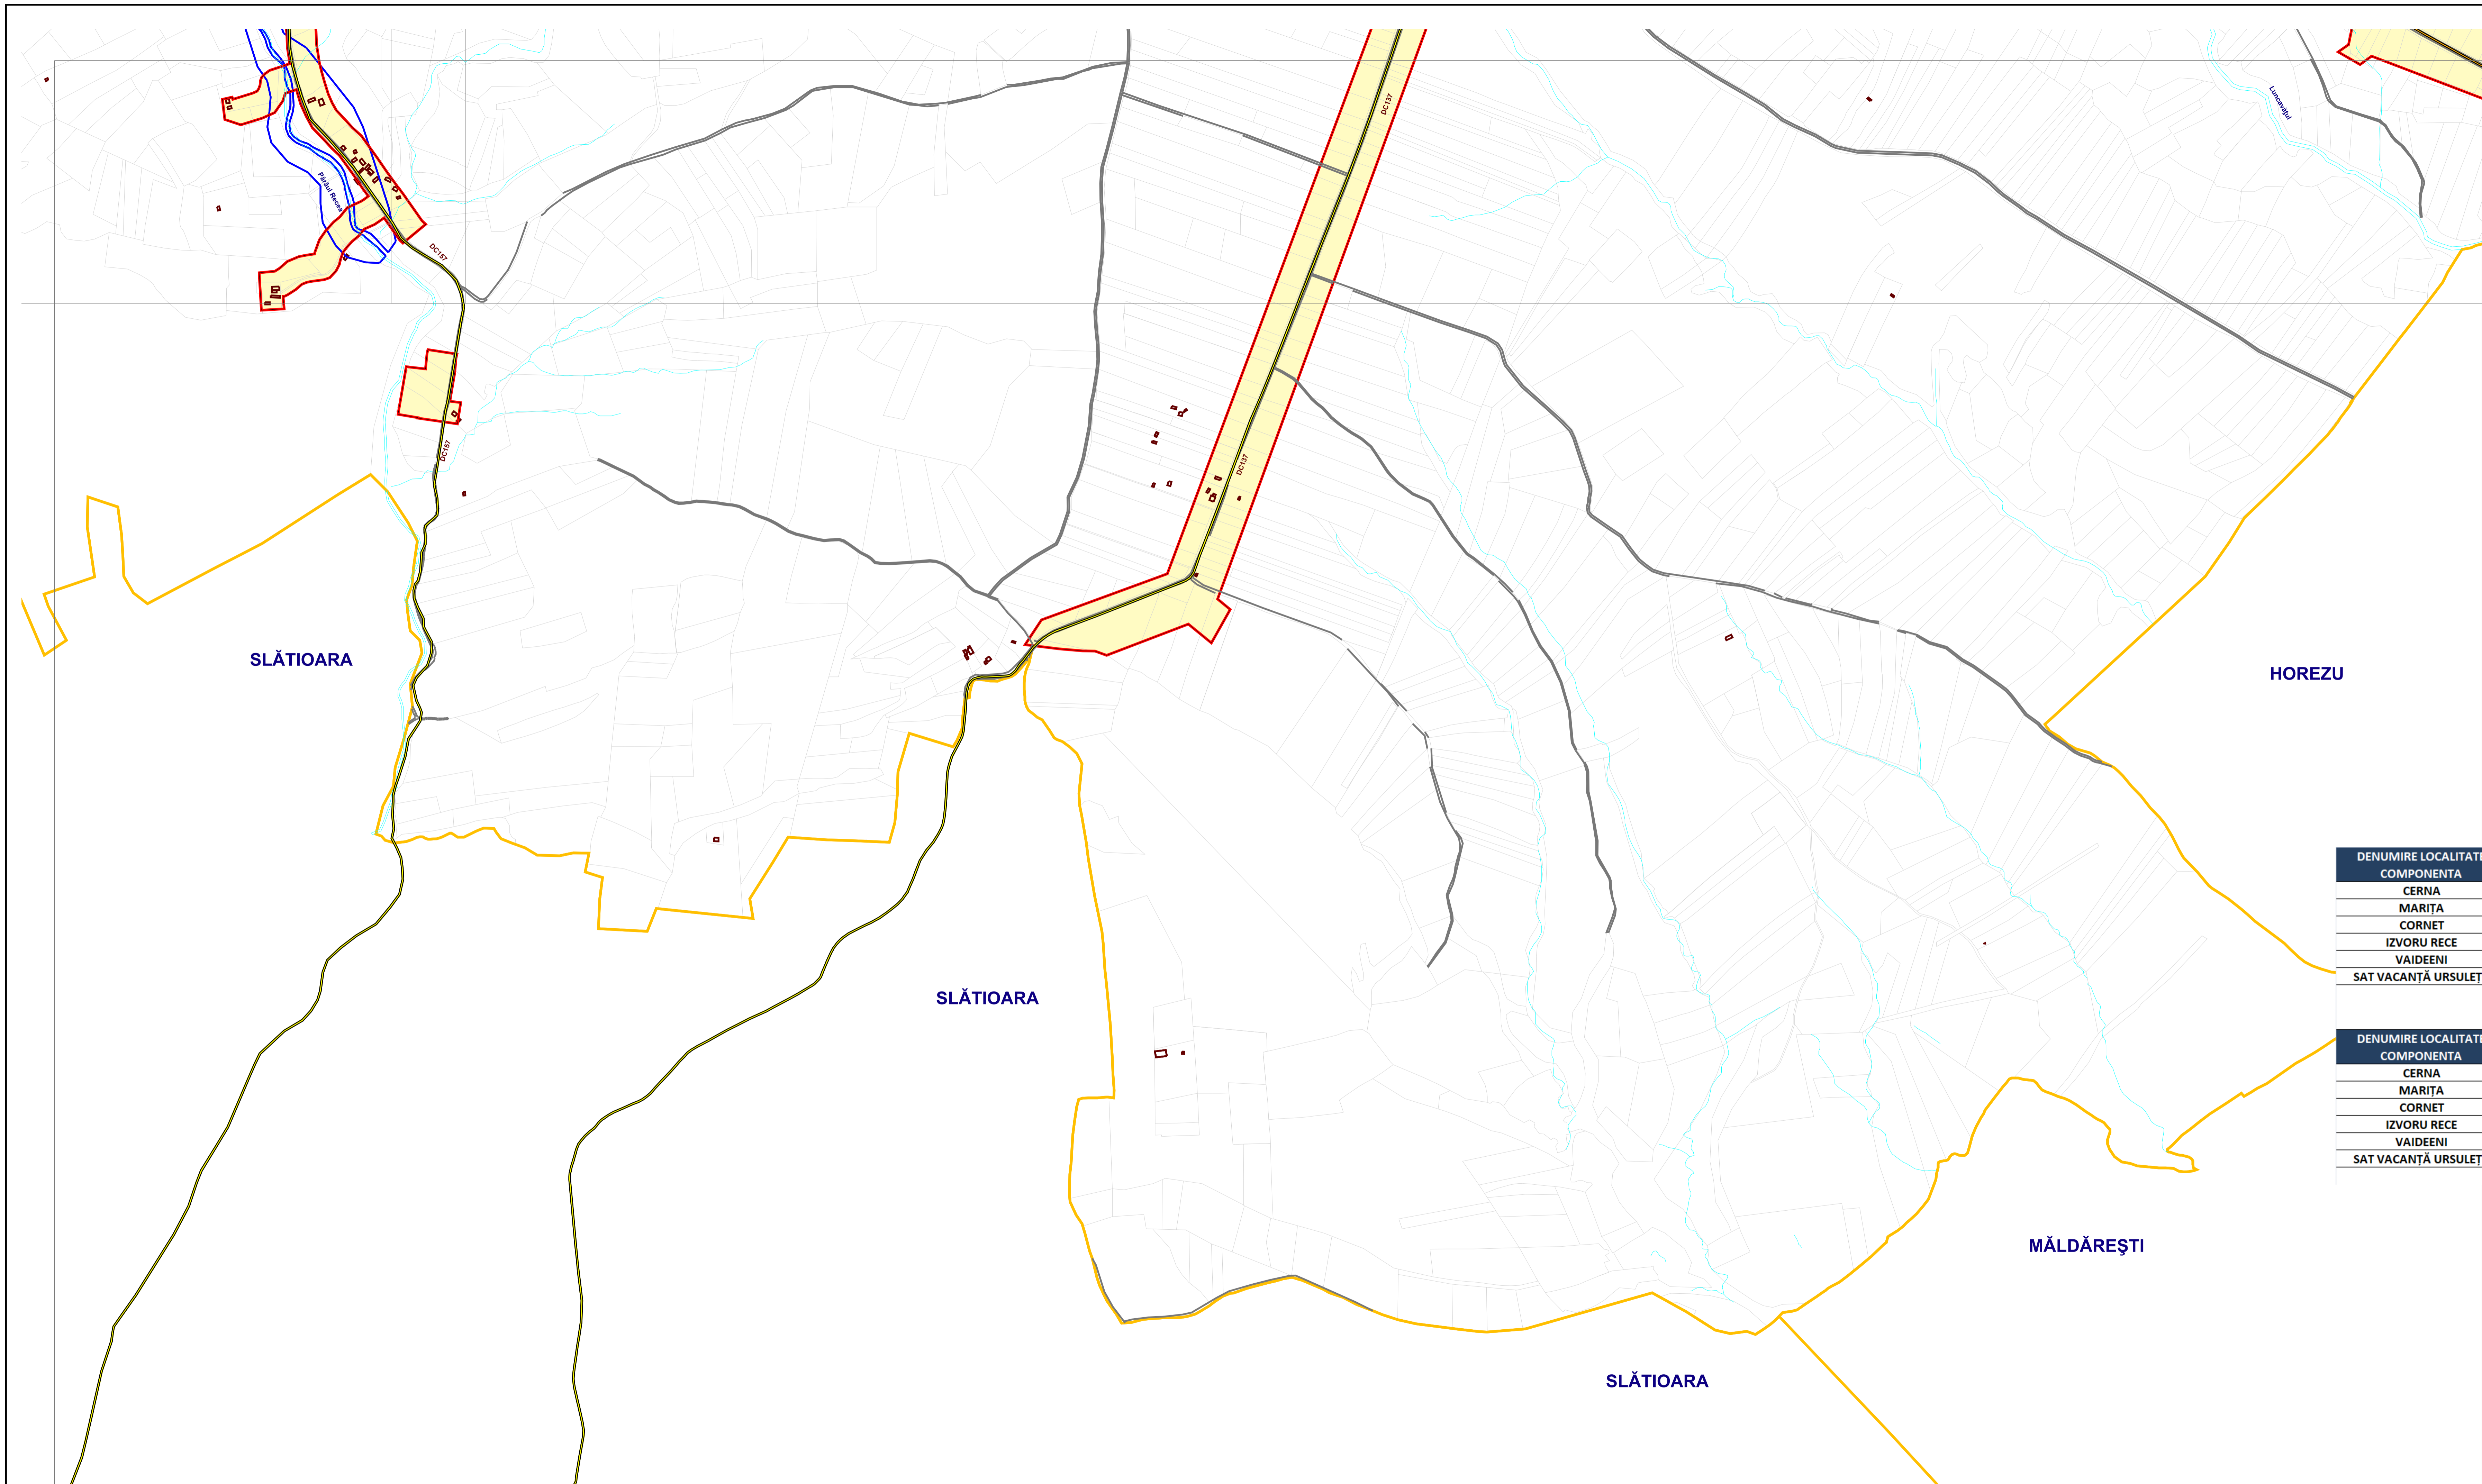 DC137
Luncavățul
Pârâul Recea
DC157
DC157
DC137
SLĂTIOARA
HOREZU
DENUMIRE LOCALITATI
COMPONENTA
CERNA
MARIȚA
CORNET
IZVORU RECE
VAIDEENI
SAT VACANȚĂ URSULEȚ
SLĂTIOARA
DENUMIRE LOCALITATI
COMPONENTA
CERNA
MARIȚA
CORNET
IZVORU RECE
VAIDEENI
SAT VACANȚĂ URSULEȚ
MĂLDĂREŞTI
SLĂTIOARA